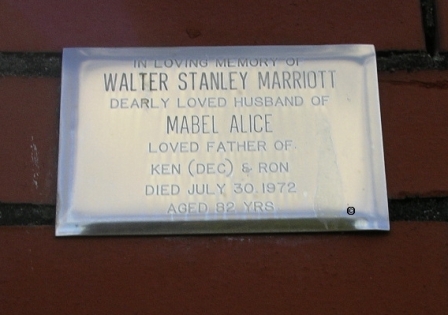 IN LOVING MEMORY OF
WALTER STANLEY MARRIOTT
DEARLY LOVED HUSBAND OF
MABEL ALICE
LOVED FATHER OF.
KEN (DEC) & RON
DIED JULY 30.1972
AGED 82 YRS